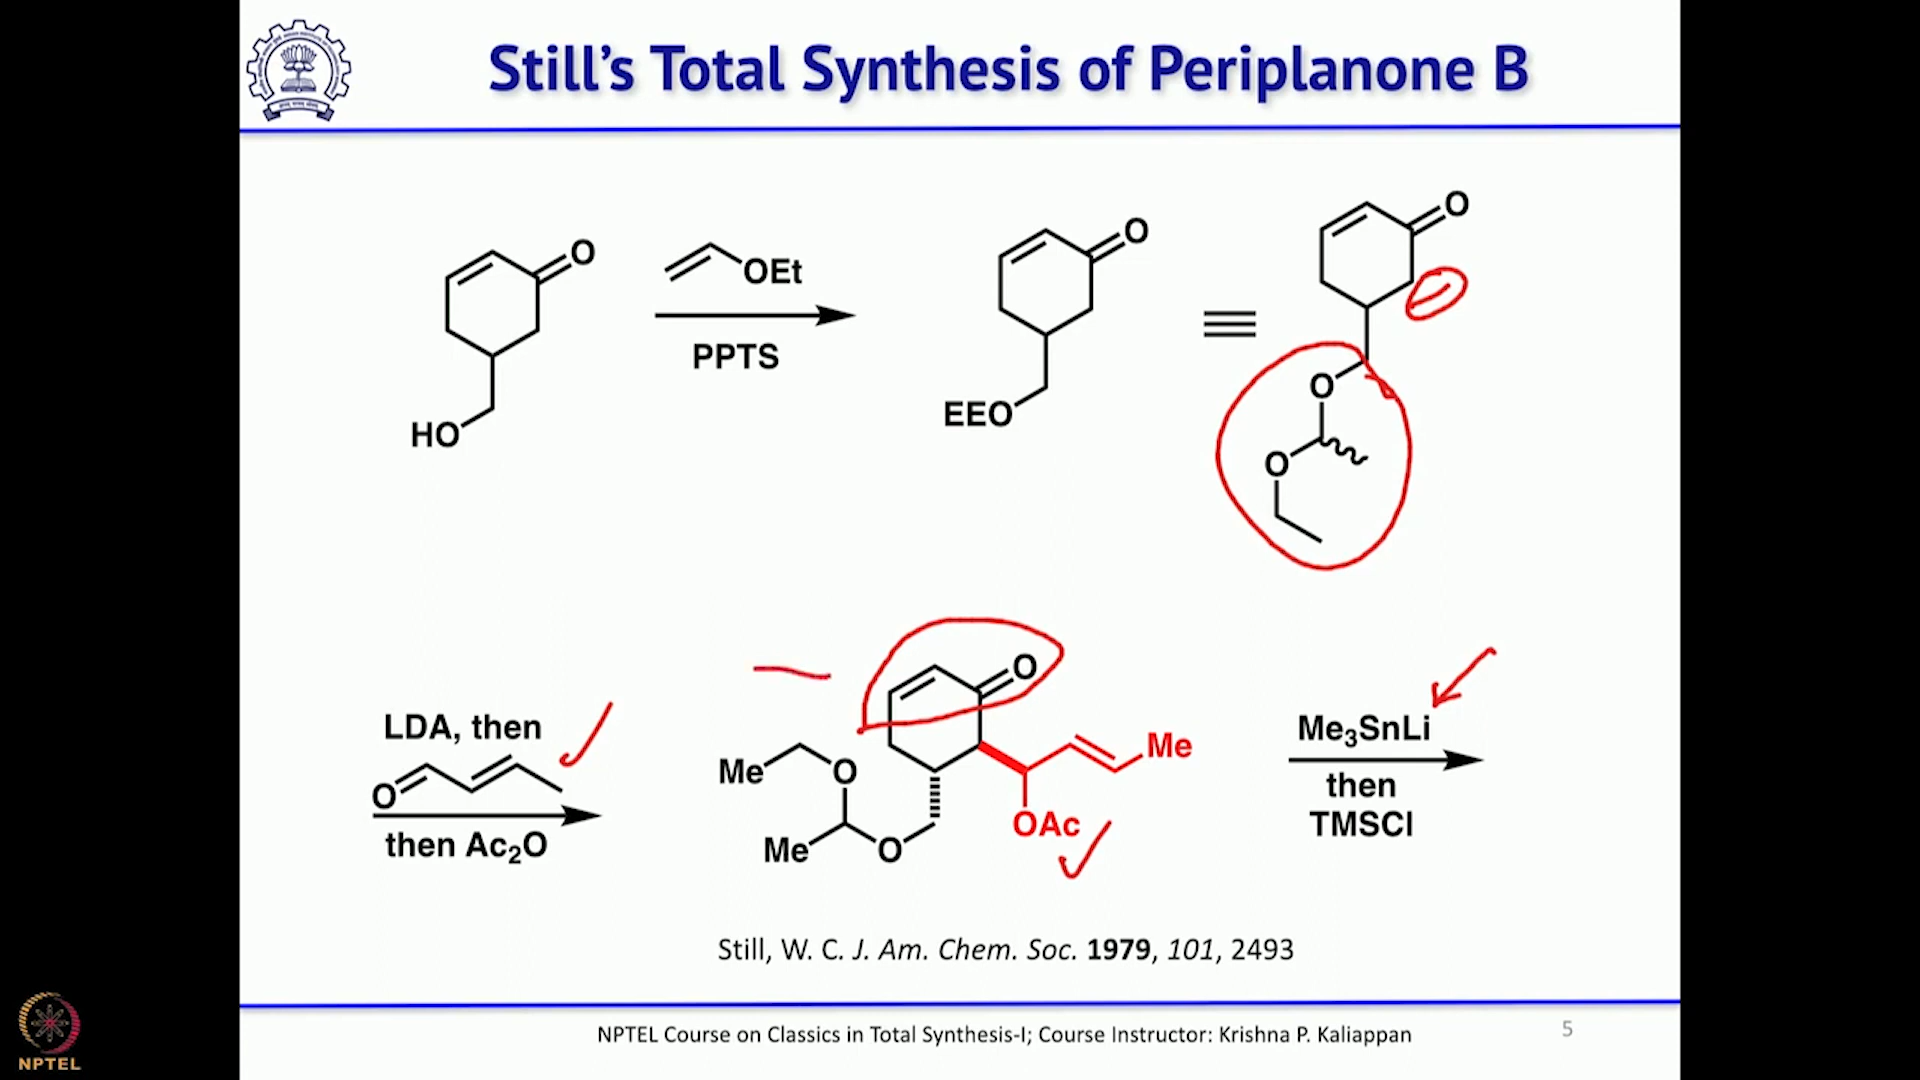 Still's Total Synthesis of Periplanone B
O
HO
OEt
PPTS
O
EEO
O
O
O
LDA, then
O
then Ac₂O
O
Me
O
Me
O
Me
OAc
Me₃SnLi
then
TMSCl
Still, W. C. J. Am. Chem. Soc. 1979, 101, 2493
NPTEL Course on Classics in Total Synthesis-I; Course Instructor: Krishna P. Kaliappan
5
NPTEL